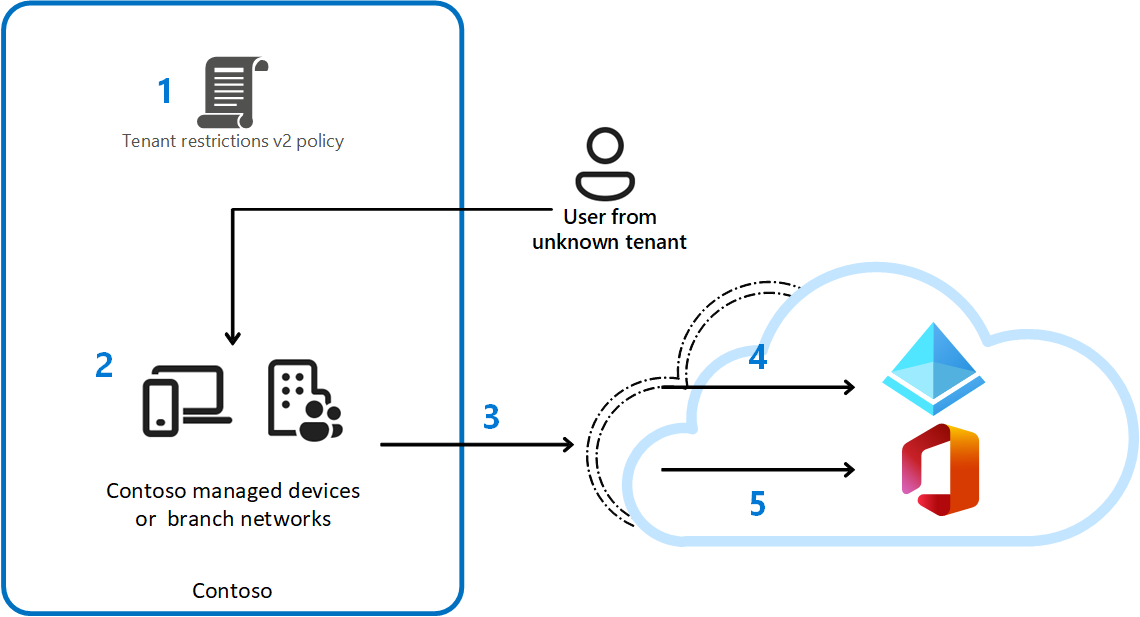 1
Tenant restrictions v2 policy
User from
unknown tenant
2
3
4
5
Contoso managed devices
or branch networks
Contoso